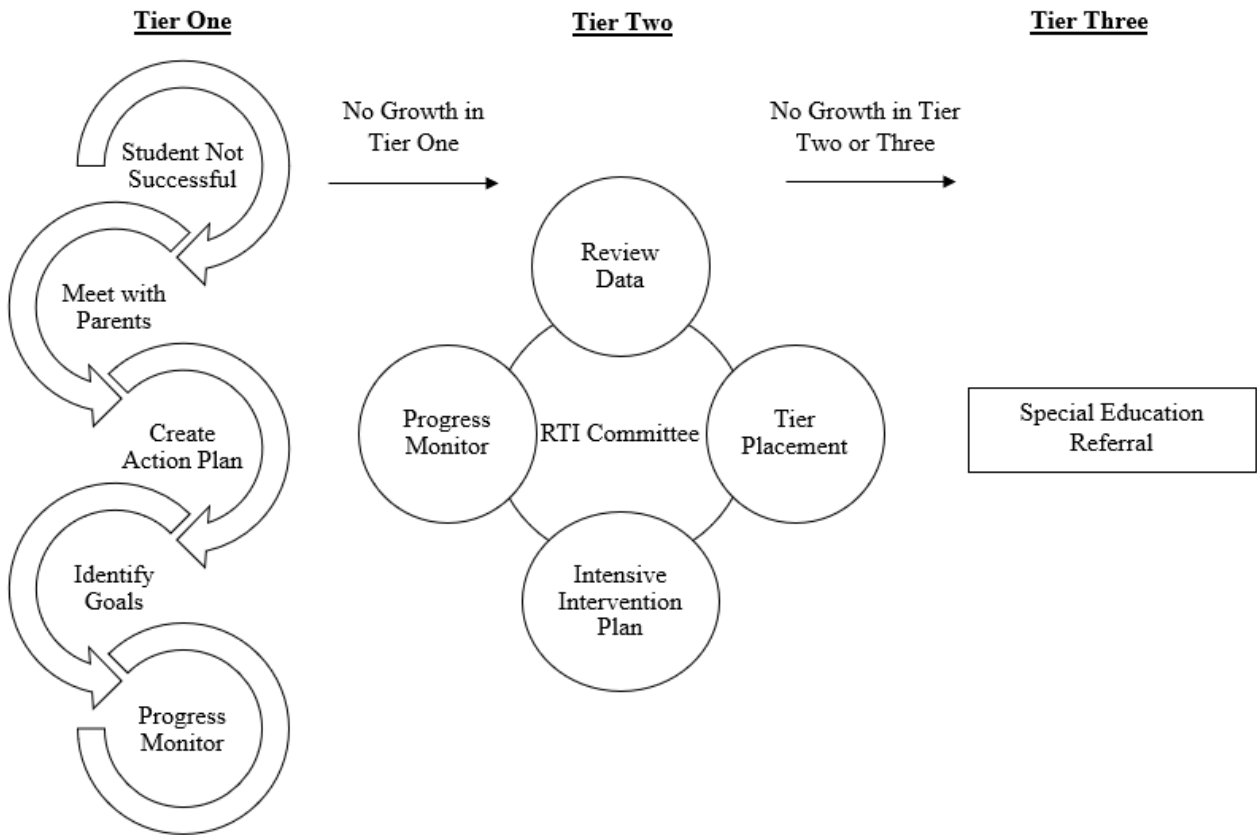 Tier One
Student Not
Successful
Meet with
Parents
Create
Action Plan
Identify
Goals
Progress
Monitor
No Growth in
Tier One
Tier Two
Review
Data
Progress
Monitor
RTI Committee
Tier
Placement
Intensive
Intervention
Plan
No Growth in Tier
Two or Three
Tier Three
Special Education
Referral